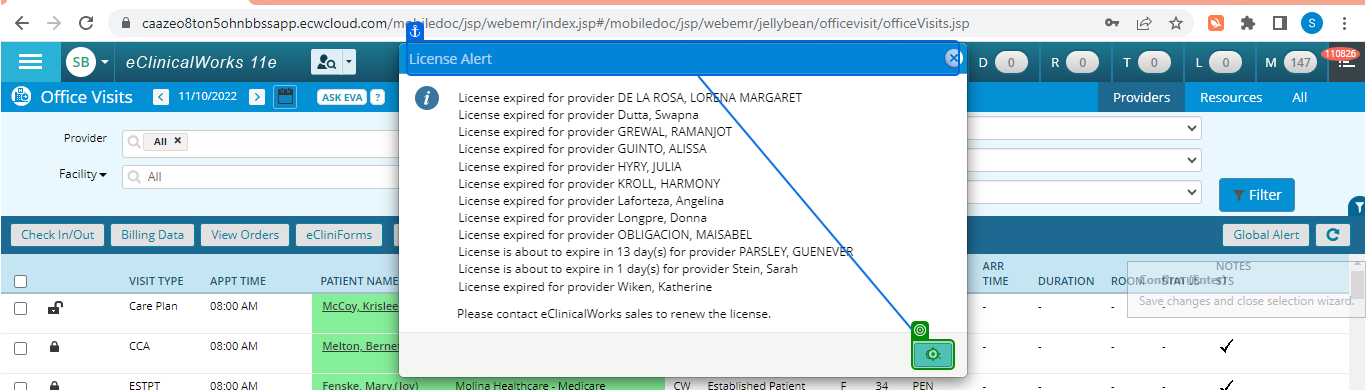 caazeo8ton5ohnbbssapp.ecwcloud.com/mobiledoc/jsp/webemr/index.jsp#/mobiledoc/jsp/webemr/jellybean/officevisit/officeVisits.jsp
S
SB
eClinicalWorks 11e
License Alert
D 0 R 0 T 0 L 0 M 147 110826
Office Visits 11/10/2022 ASK EVA ?
Providers Resources All
Provider All
Facility All
Filter
License expired for provider DE LA ROSA, LORENA MARGARET
License expired for provider Dutta, Swapna
License expired for provider GREWAL, RAMANJOT
License expired for provider GUINTO, ALISSA
License expired for provider HYRY, JULIA
License expired for provider KROLL, HARMONY
License expired for provider Laforteza, Angelina
License expired for provider Longpre, Donna
License expired for provider OBLIGACION, MAISABEL
License is about to expire in 13 day(s) for provider PARSLEY, GUENEVER
License is about to expire in 1 day(s) for provider Stein, Sarah
License expired for provider Wiken, Katherine
Please contact eClinicalWorks sales to renew the license.
Check In/Out Billing Data View Orders eCliniForms Global Alert
VISIT TYPE APPT TIME PATIENT NAME ARR TIME DURATION ROOM STATUS NOTES STS
Confirm (Enter)
Save changes and close selection wizard.
Care Plan 08:00 AM McCoy, Krislee - - - -
CCA 08:00 AM Melton, Berne - - - -
ESTPT 08:00 AM Fenske, Mary,(Joy) Molina Healthcare - Medicare CW Established Patient F 34 PEN - - - -